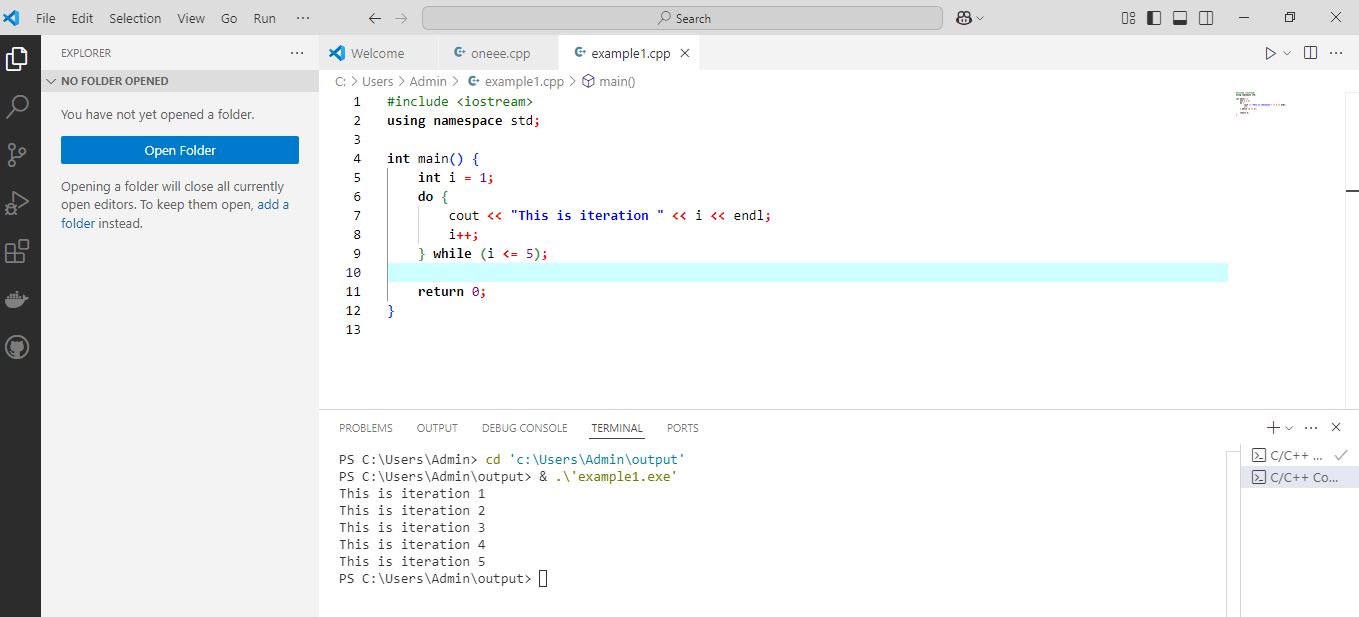 File Edit Selection View Go Run ··· Search
EXPLORER ···
NO FOLDER OPENED
You have not yet opened a folder.
Open Folder
Opening a folder will close all currently
open editors. To keep them open, add a
folder instead.
Welcome oneee.cpp example1.cpp
C: > Users > Admin > example1.cpp > main()
1 #include <iostream>
2 using namespace std;
3
4 int main() {
5 int i = 1;
6 do {
7 cout << "This is iteration " << i << endl;
8 i++;
9 } while (i <= 5);
10
11 return 0;
12 }
13
PROBLEMS OUTPUT DEBUG CONSOLE TERMINAL PORTS
PS C:\Users\Admin> cd 'c:\Users\Admin\output'
PS C:\Users\Admin\output> & .\'example1.exe'
This is iteration 1
This is iteration 2
This is iteration 3
This is iteration 4
This is iteration 5
PS C:\Users\Admin\output>
C/C++ ...
C/C++ Co...